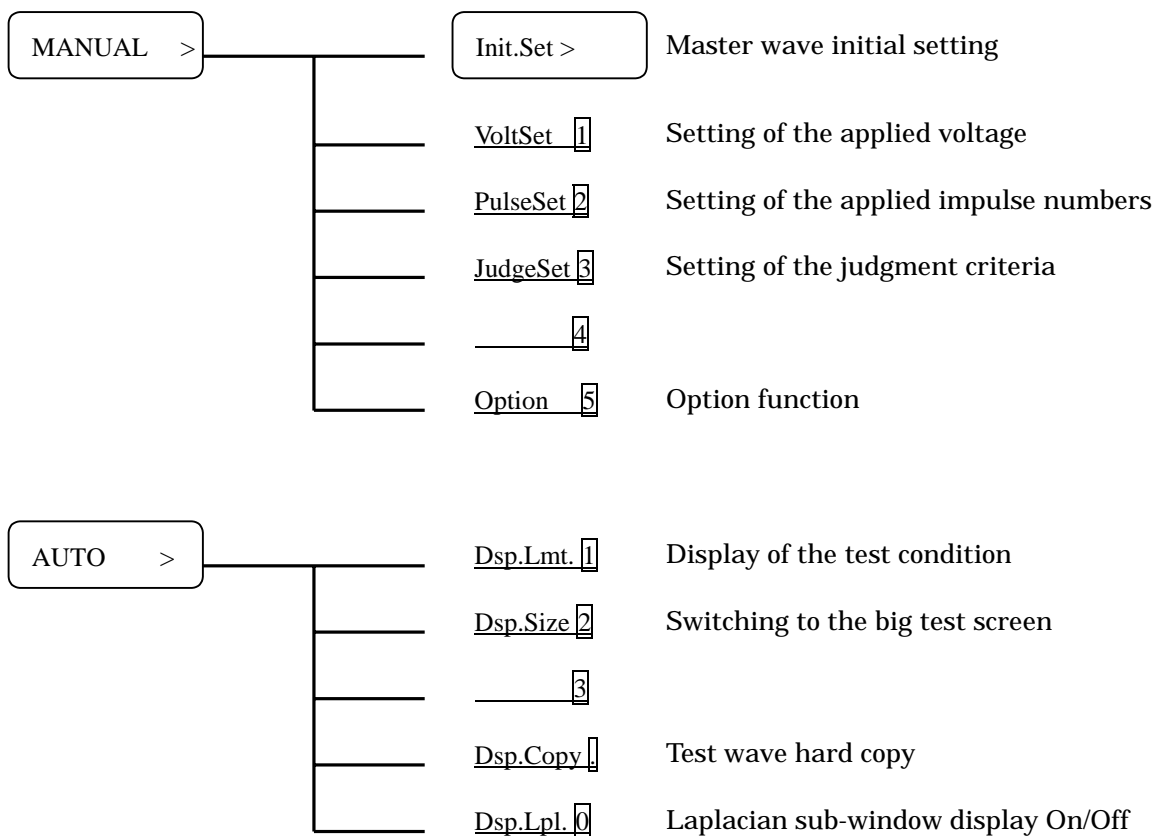 MANUAL > Init.Set > Master wave initial setting
VoltSet 1 Setting of the applied voltage
PulseSet 2 Setting of the applied impulse numbers
JudgeSet 3 Setting of the judgment criteria
4
Option 5 Option function
AUTO > Dsp.Lmt. 1 Display of the test condition
Dsp.Size 2 Switching to the big test screen
3
Dsp.Copy . Test wave hard copy
Dsp.Lpl. 0 Laplacian sub-window display On/Off